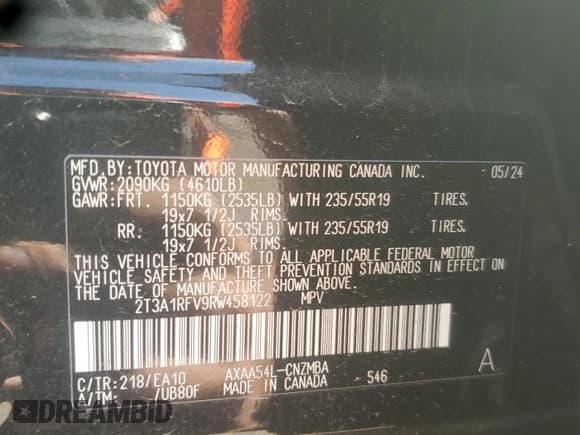 MFD.BY:TOYOTA MOTOR MANUFACTURING CANADA INC. 05/24
GVWR:2090KG (4610LB)
GAWR:FRT. 1150KG (2535LB) WITH 235/55R19 TIRES.
19x7 1/2J RIMS.
RR: 1150KG (2535LB) WITH 235/55R19 TIRES.
19x7 1/2J RIMS.
THIS VEHICLE CONFORMS TO ALL APPLICABLE FEDERAL MOTOR
VEHICLE SAFETY AND THEFT PREVENTION STANDARDS IN EFFECT ON
THE DATE OF MANUFACTURE SHOWN ABOVE.
2T3A1RFV9RW458122 MPV
C/TR:218/EA10 AXAA54L-CNZMBA A
A/TM: /UB80F MADE IN CANADA 546
DREAMBID